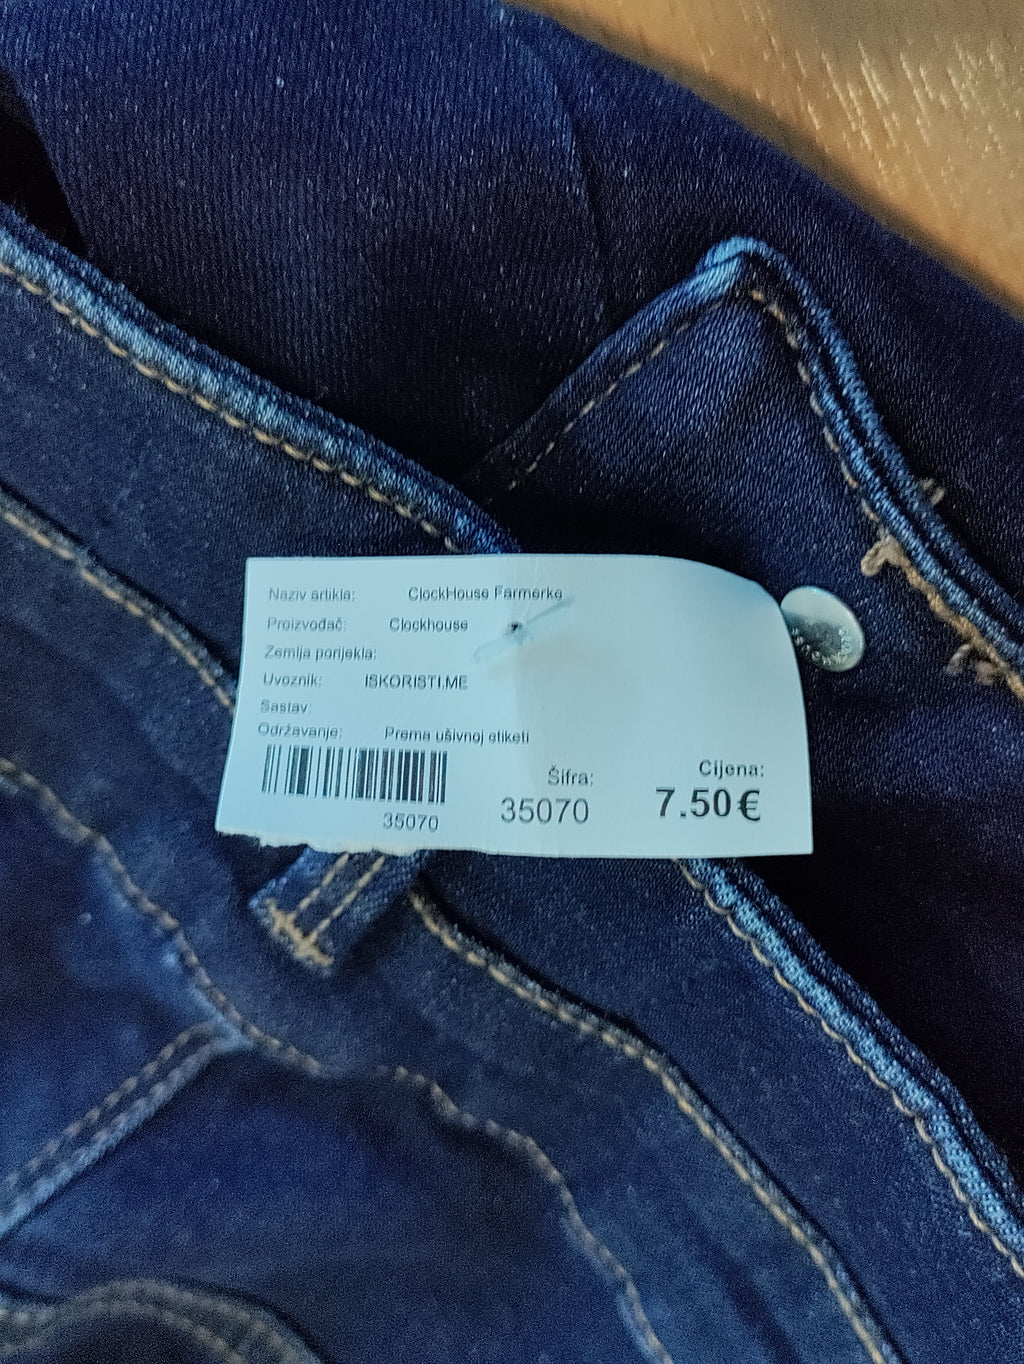 Naziv artikla: ClockHouse Farmerke
Proizvođač: Clockhouse
Zemlja porijekla:
Uvoznik: ISKORISTI.ME
Sastav:
Održavanje: Prema ušivnoj etiketi
35070
Šifra:
35070
Cijena:
7.50€